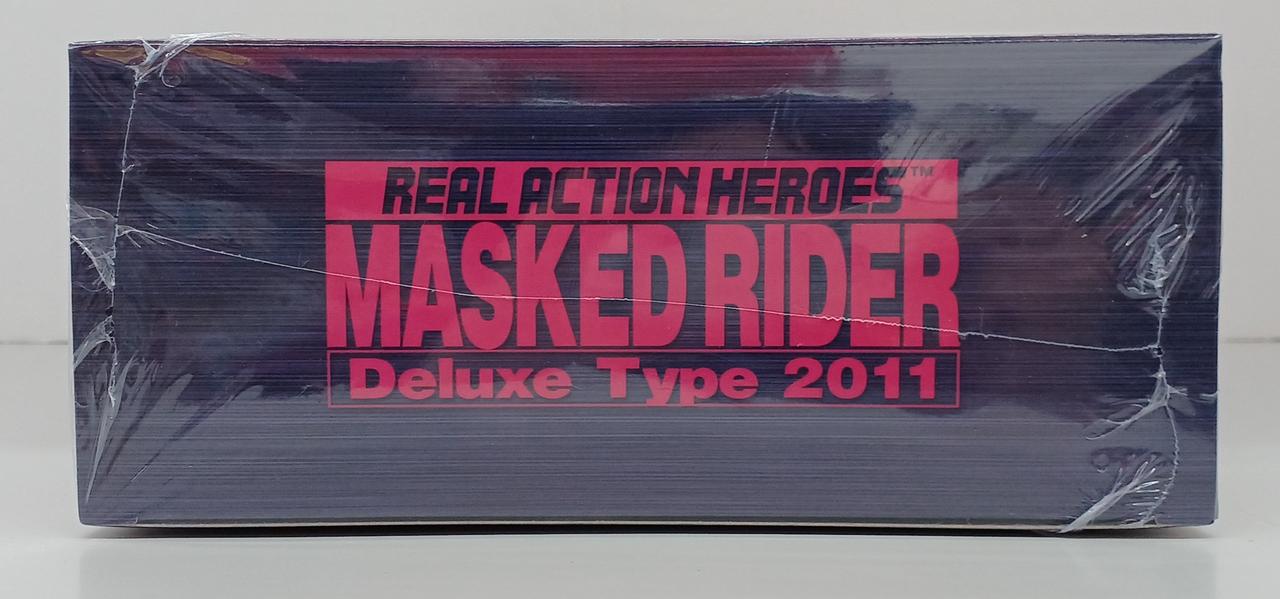 REAL ACTION HEROES™
MASKED RIDER
Deluxe Type 2011